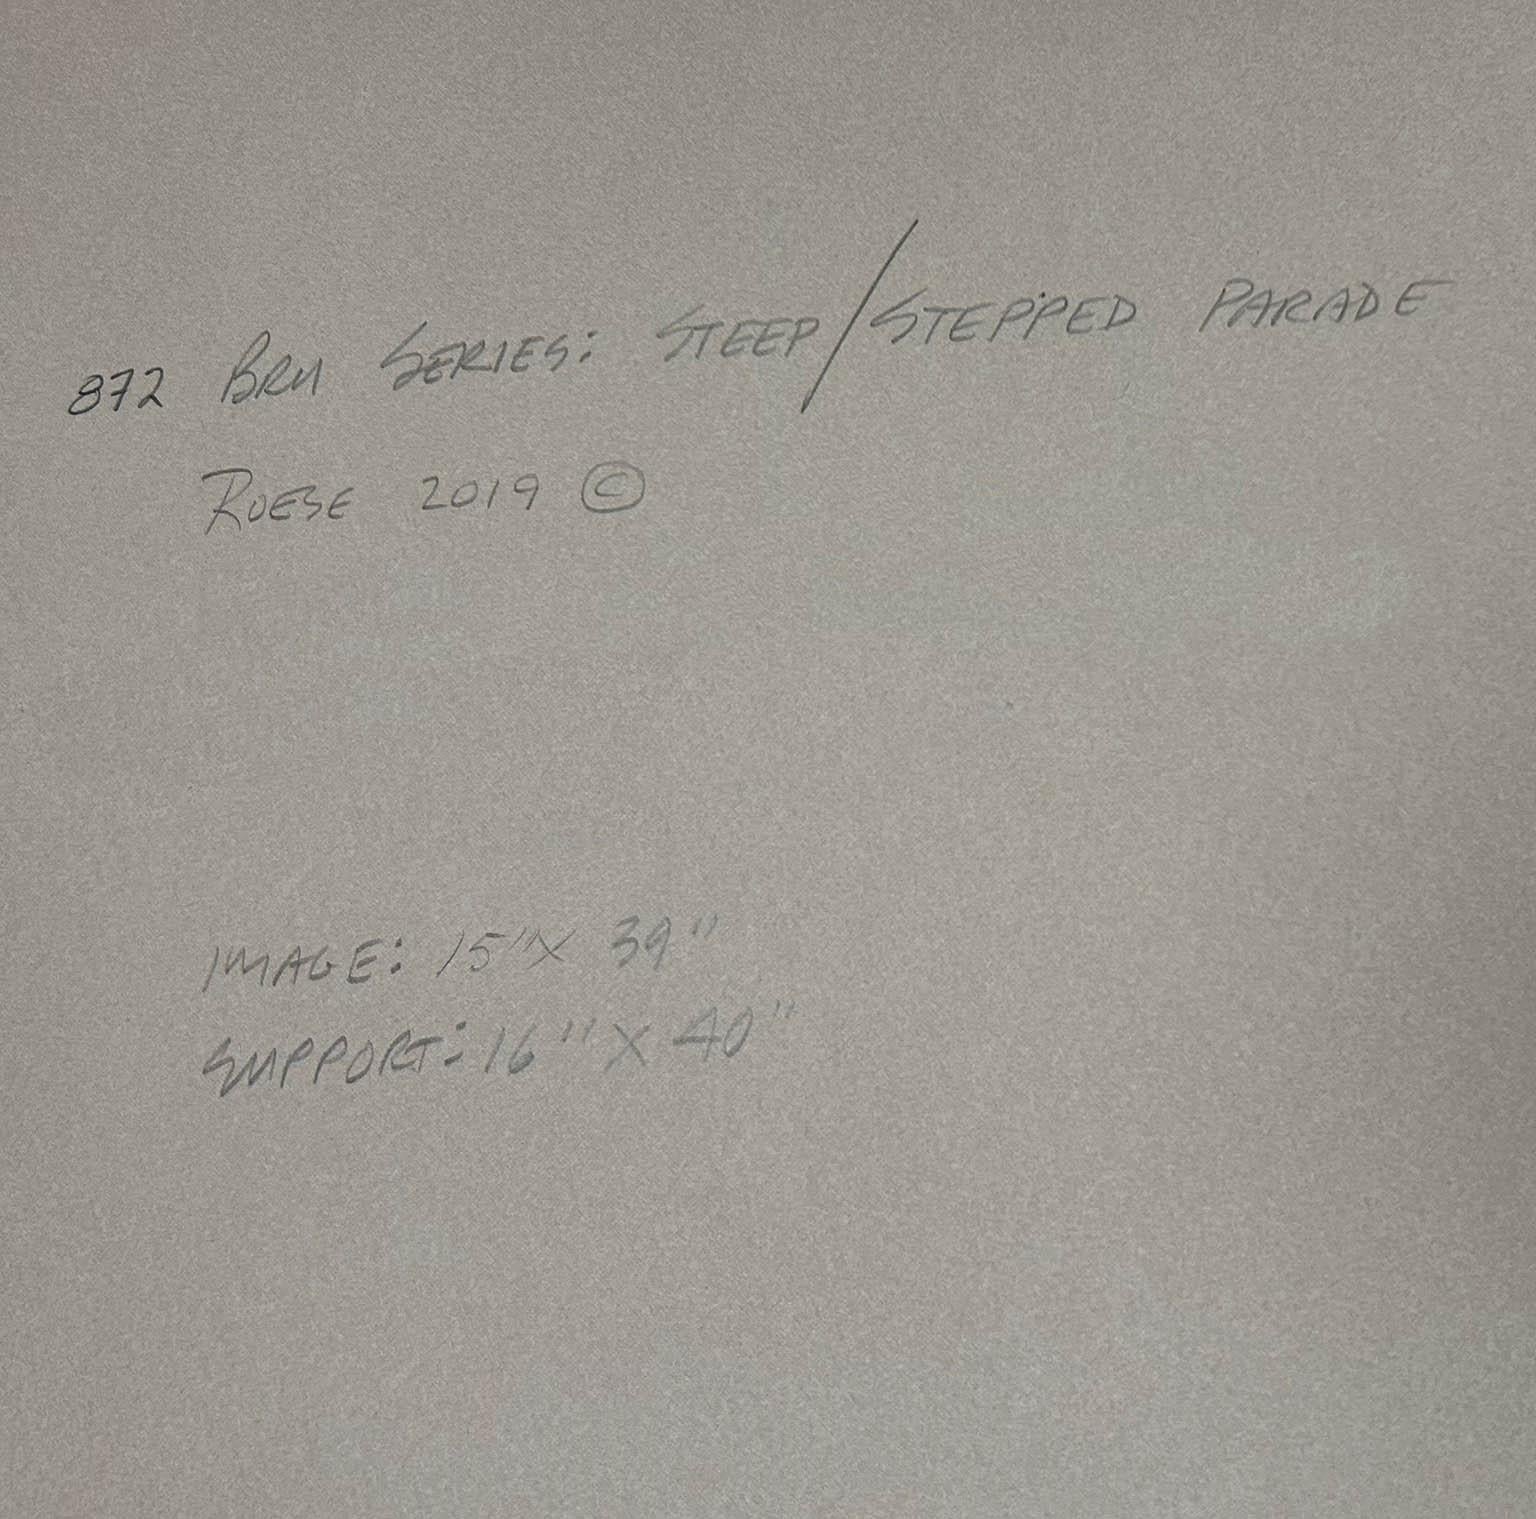 872 BRU SERIES: STEEP/STEPPED PARADE
ROESE 2019 ©
IMAGE: 15" X 39"
SUPPORT: 16" X 40"